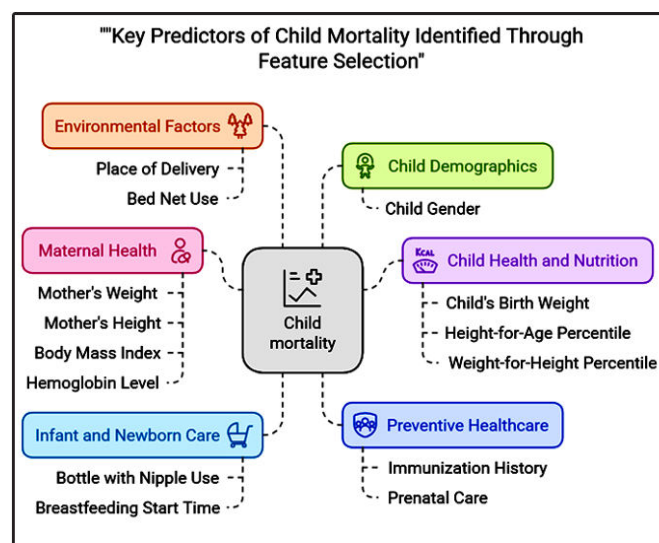 ""Key Predictors of Child Mortality Identified Through
Feature Selection"
Environmental Factors
Place of Delivery
Bed Net Use
Maternal Health
Mother's Weight
Mother's Height
Body Mass Index
Hemoglobin Level
Infant and Newborn Care
Bottle with Nipple Use
Breastfeeding Start Time
Child
mortality
Child Demographics
Child Gender
KCAL
Child Health and Nutrition
Child's Birth Weight
Height-for-Age Percentile
Weight-for-Height Percentile
Preventive Healthcare
Immunization History
Prenatal Care